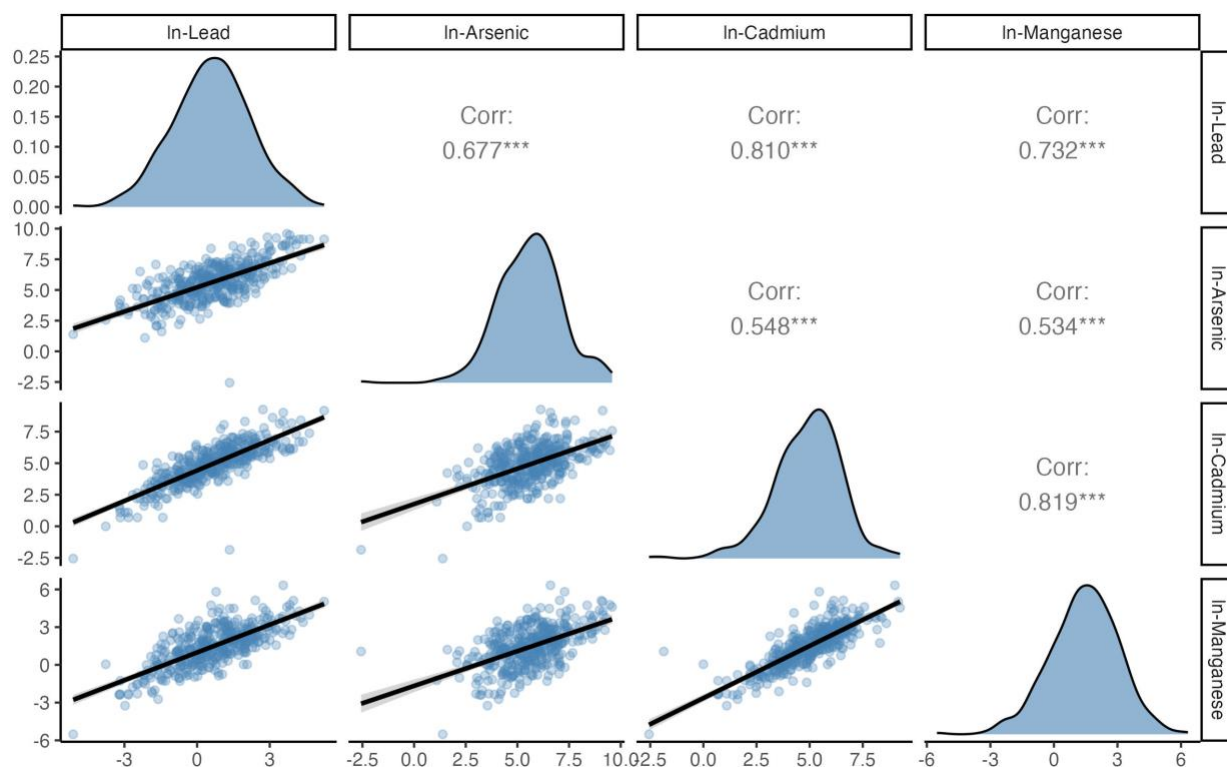 ln-Lead
ln-Arsenic
ln-Cadmium
ln-Manganese
0.25
0.20
0.15
0.10
0.05
0.00
Corr:
0.677***
Corr:
0.810***
Corr:
0.732***
ln-Lead
10.0
7.5
5.0
2.5
0.0
-2.5
Corr:
0.548***
Corr:
0.534***
ln-Arsenic
7.5
5.0
2.5
0.0
-2.5
Corr:
0.819***
ln-Cadmium
6
3
0
-3
-6
ln-Manganese
-3 0 3
-2.5 0.0 2.5 5.0 7.5 10.0
-2.5 0.0 2.5 5.0 7.5
-6 -3 0 3 6